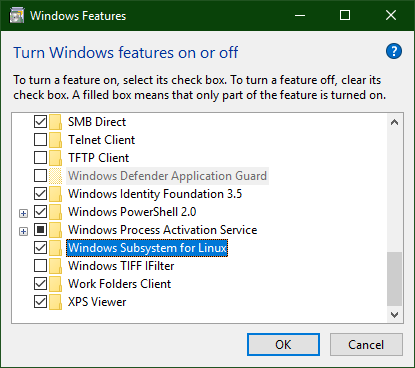 Windows Features
Turn Windows features on or off
To turn a feature on, select its check box. To turn a feature off, clear its
check box. A filled box means that only part of the feature is turned on.
SMB Direct
Telnet Client
TFTP Client
Windows Defender Application Guard
Windows Identity Foundation 3.5
Windows PowerShell 2.0
Windows Process Activation Service
Windows Subsystem for Linux
Windows TIFF IFilter
Work Folders Client
XPS Viewer
OK
Cancel